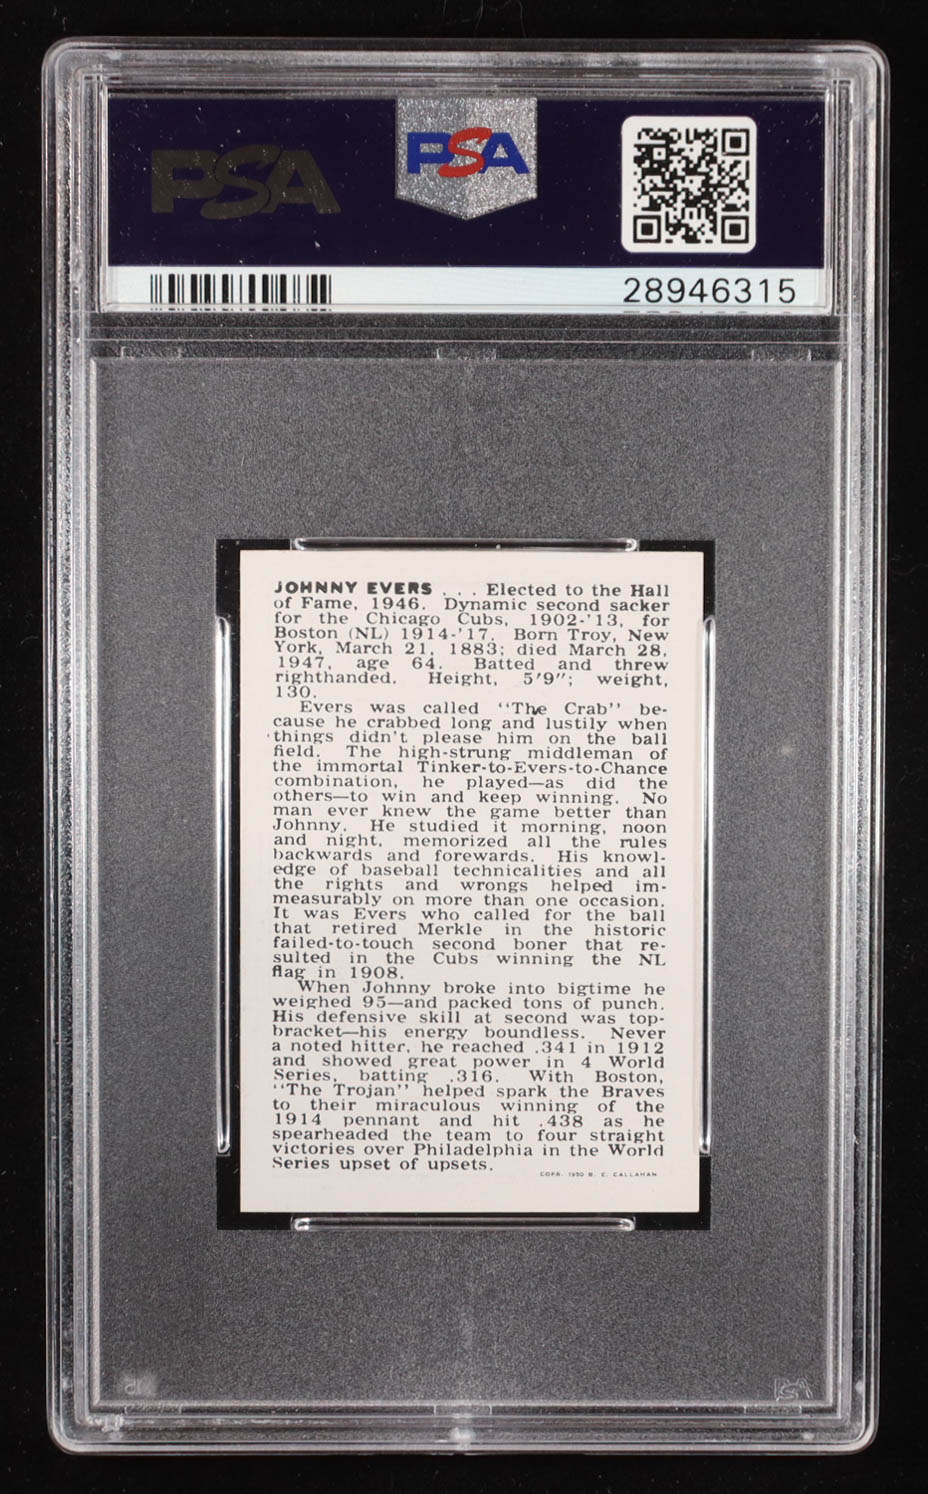 PSA
PSA
28946315
JOHNNY EVERS . . . Elected to the Hall
of Fame, 1946. Dynamic second sacker
for the Chicago Cubs, 1902-'13, for
Boston (NL) 1914-'17. Born Troy, New
York, March 21, 1883; died March 28,
1947, age 64. Batted and threw
righthanded. Height, 5'9"; weight,
130.
Evers was called "The Crab" be-
cause he crabbed long and lustily when
things didn't please him on the ball
field. The high-strung middleman of
the immortal Tinker-to-Evers-to-Chance
combination, he played—as did the
others—to win and keep winning. No
man ever knew the game better than
Johnny. He studied it morning, noon
and night, memorized all the rules
backwards and forewards. His knowl-
edge of baseball technicalities and all
the rights and wrongs helped im-
measurably on more than one occasion.
It was Evers who called for the ball
that retired Merkle in the historic
failed-to-touch second boner that re-
sulted in the Cubs winning the NL
flag in 1908.
When Johnny broke into bigtime he
weighed 95—and packed tons of punch.
His defensive skill at second was top-
bracket—his energy boundless. Never
a noted hitter, he reached .341 in 1912
and showed great power in 4 World
Series, batting .316. With Boston,
"The Trojan" helped spark the Braves
to their miraculous winning of the
1914 pennant and hit .438 as he
spearheaded the team to four straight
victories over Philadelphia in the World
Series upset of upsets.
COPR. 1950 B. E. CALLAHAN
PSA